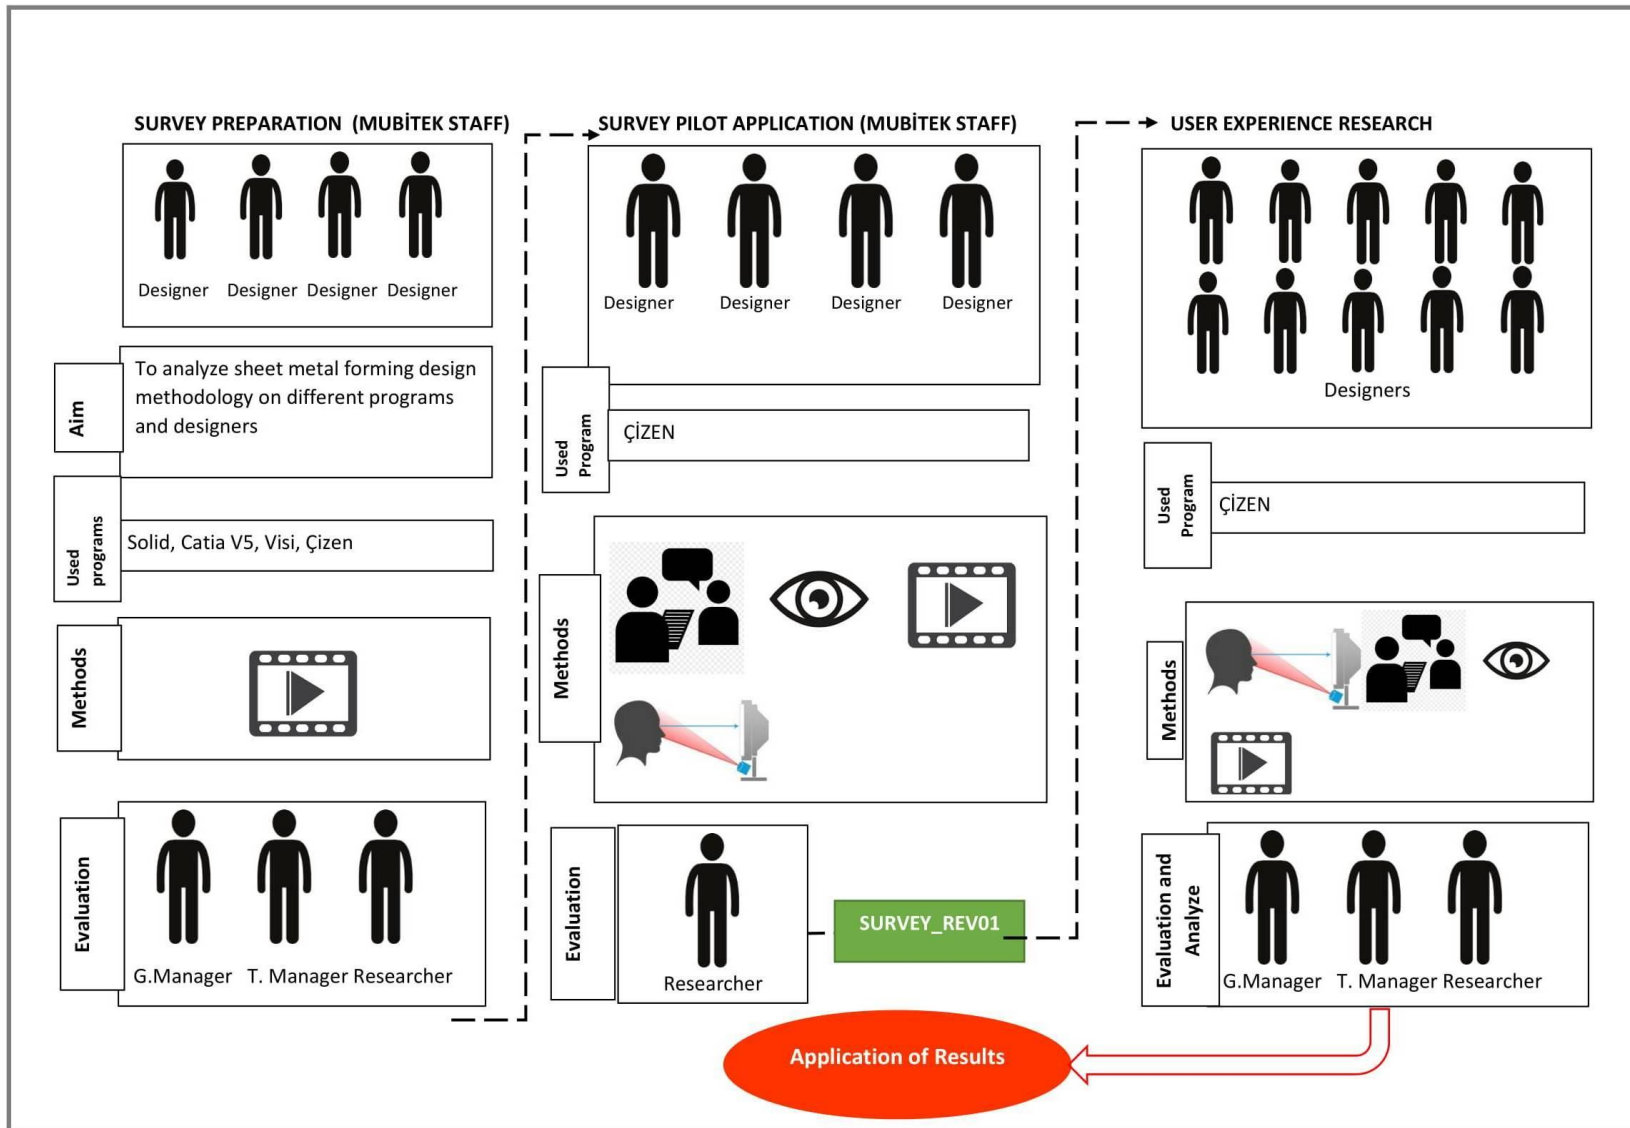 SURVEY PREPARATION (MUBİTEK STAFF)
Designer Designer Designer Designer
Aim
To analyze sheet metal forming design
methodology on different programs
and designers
Used
programs
Solid, Catia V5, Visi, Çizen
Methods
Evaluation
G.Manager T. Manager Researcher
SURVEY PILOT APPLICATION (MUBİTEK STAFF)
Designer Designer Designer Designer
Used
Program
ÇİZEN
Methods
Evaluation
Researcher
SURVEY_REV01
USER EXPERIENCE RESEARCH
Designers
Used
Program
ÇİZEN
Methods
Evaluation and
Analyze
G.Manager T. Manager Researcher
Application of Results